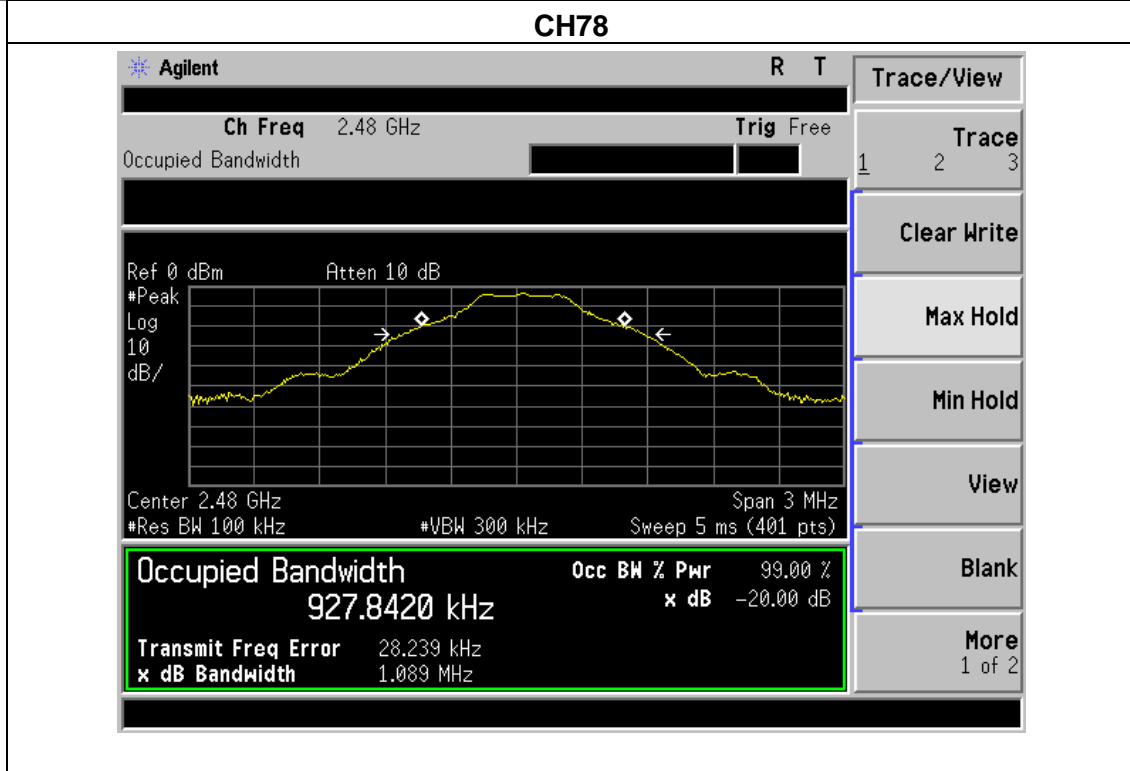 CH78
Agilent R T
Trace/View
Ch Freq 2.48 GHz Trig Free
Occupied Bandwidth
Trace
1 2 3
Clear Write
Ref 0 dBm Atten 10 dB
#Peak
Log
10
dB/
Max Hold
Min Hold
View
Center 2.48 GHz Span 3 MHz
#Res BW 100 kHz #VBW 300 kHz Sweep 5 ms (401 pts)
Occupied Bandwidth Occ BW % Pwr 99.00 %
927.8420 kHz x dB -20.00 dB
Blank
Transmit Freq Error 28.239 kHz
x dB Bandwidth 1.089 MHz
More
1 of 2